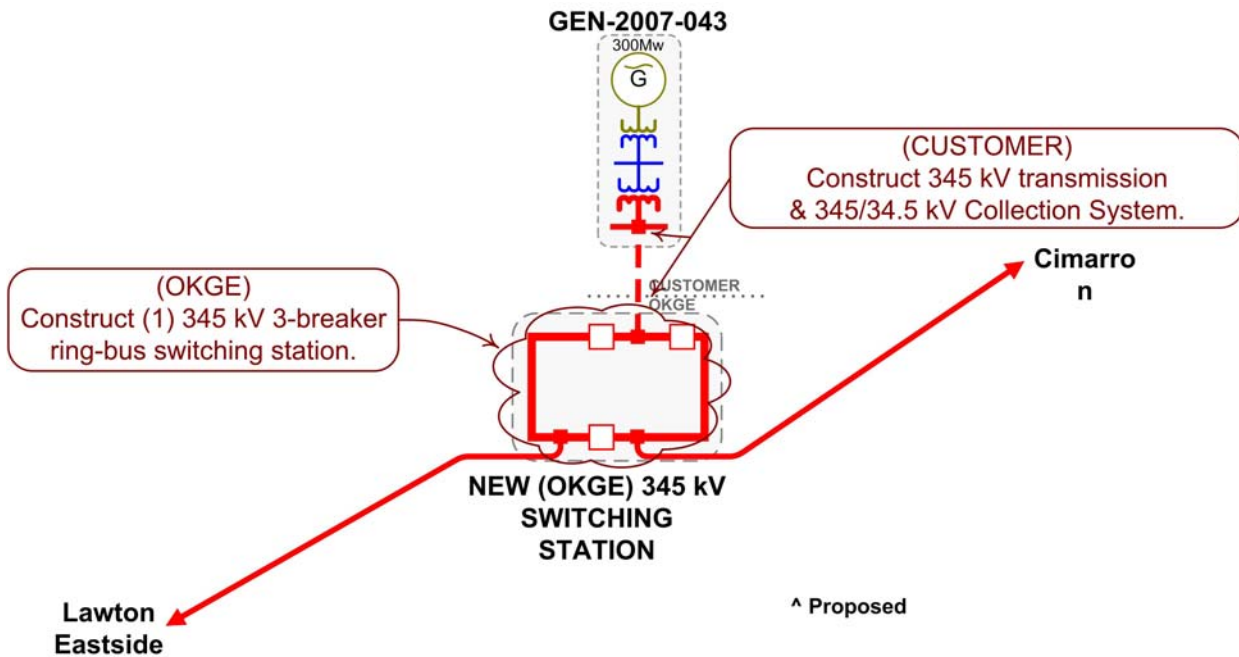 GEN-2007-043
300Mw
G
(CUSTOMER)
Construct 345 kV transmission
& 345/34.5 kV Collection System.
Cimarro
n
(OKGE)
Construct (1) 345 kV 3-breaker
ring-bus switching station.
CUSTOMER
OKGE
NEW (OKGE) 345 kV
SWITCHING
STATION
Lawton
Eastside
^ Proposed